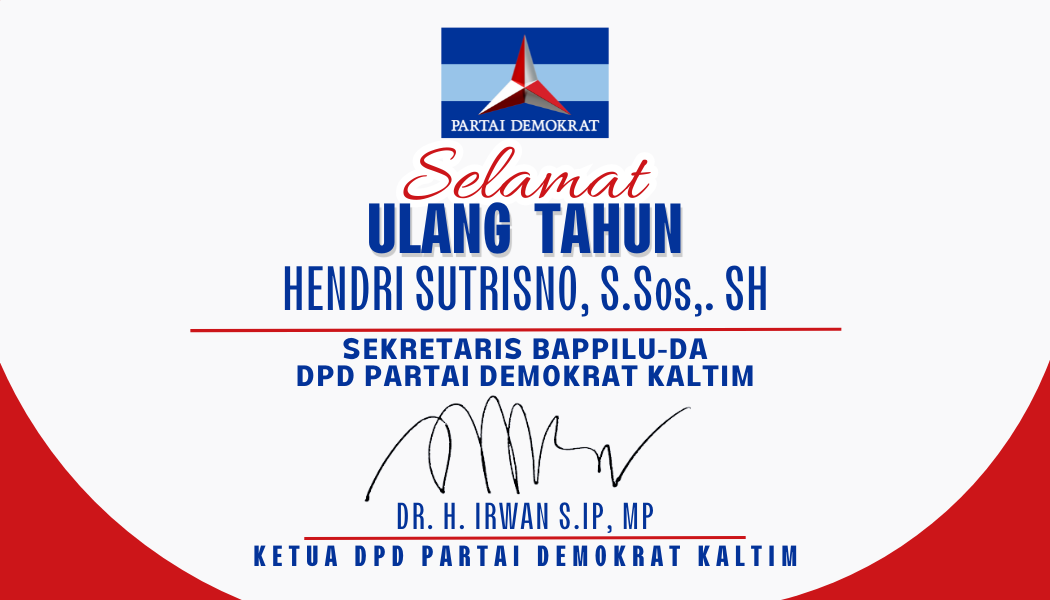 PARTAI DEMOKRAT
Selamat
ULANG TAHUN
HENDRI SUTRISNO, S.Sos,. SH
SEKRETARIS BAPPILU-DA
DPD PARTAI DEMOKRAT KALTIM
DR. H. IRWAN S.IP, MP
KETUA DPD PARTAI DEMOKRAT KALTIM